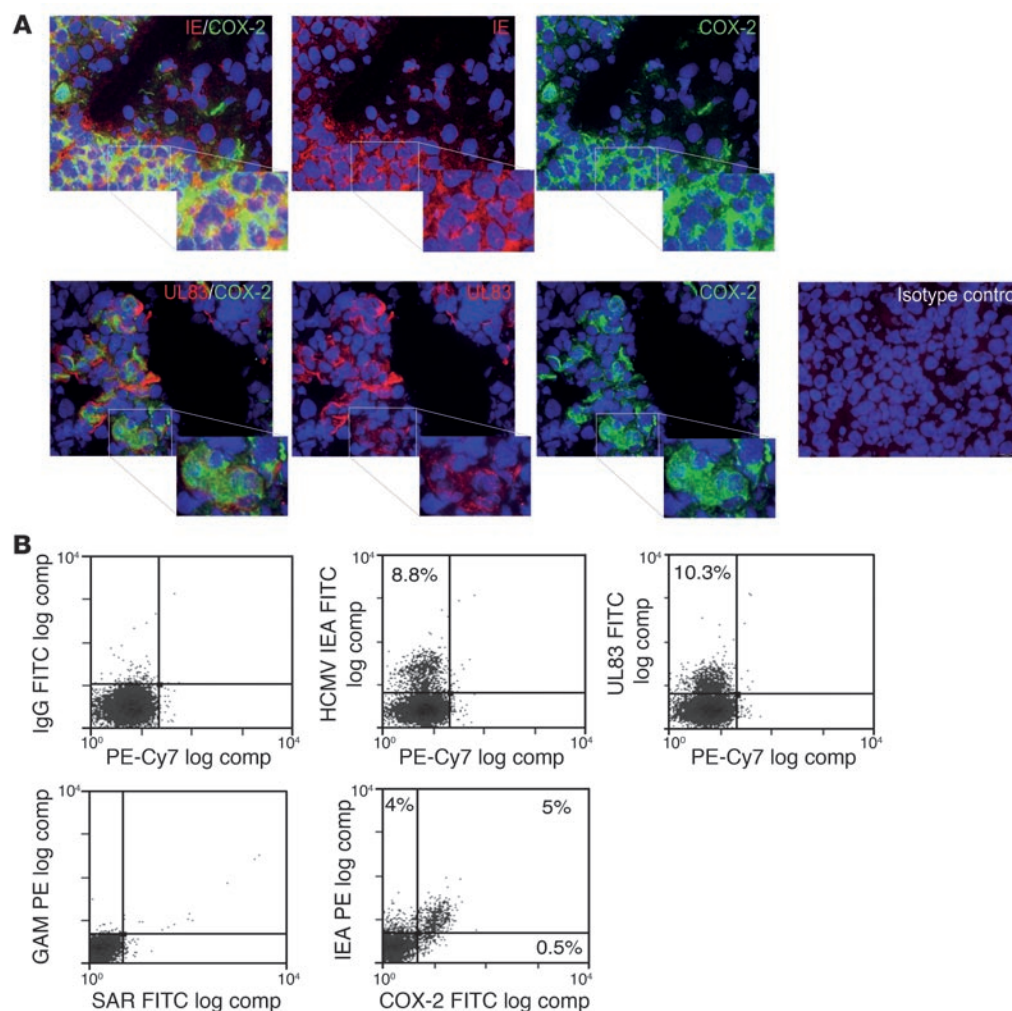 A
IE/COX-2
IE
COX-2
UL83/COX-2
UL83
COX-2
Isotype control
B
10⁴
IgG FITC log comp
10⁰
10⁴
PE-Cy7 log comp
10⁴
8.8%
HCMV IEA FITC
log comp
10⁰
10⁴
PE-Cy7 log comp
10⁴
10.3%
UL83 FITC
log comp
10⁰
10⁴
PE-Cy7 log comp
10⁴
GAM PE log comp
10⁰
10⁴
SAR FITC log comp
10⁴
4%
5%
0.5%
IEA PE log comp
10⁰
10⁴
COX-2 FITC log comp